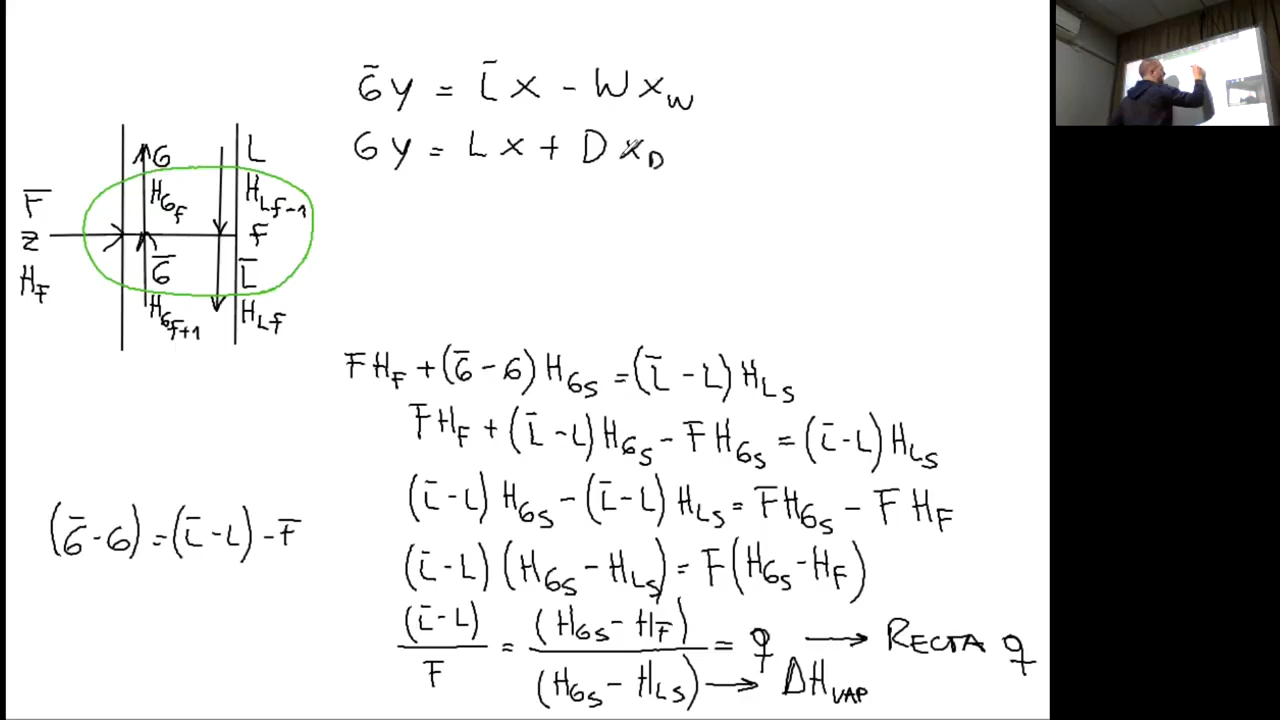 G̅y = L̅x - Wx_W
Gy = Lx + Dx_D
G L
H_Gf H_Lf-1
F
z
H_F
f
G̅ L̅
H_Gf+1 H_Lf
FH_F + (G̅ - G)H_GS = (L̅ - L)H_LS
FH_F + (L̅ - L)H_GS - FH_GS = (L̅ - L)H_LS
(L̅ - L)H_GS - (L̅ - L)H_LS = FH_GS - FH_F
(G̅ - G) = (L̅ - L) - F
(L̅ - L)(H_GS - H_LS) = F(H_GS - H_F)
(L̅ - L)/F = (H_GS - H_F)/(H_GS - H_LS) = q → RECTA q
→ ΔH_VAP